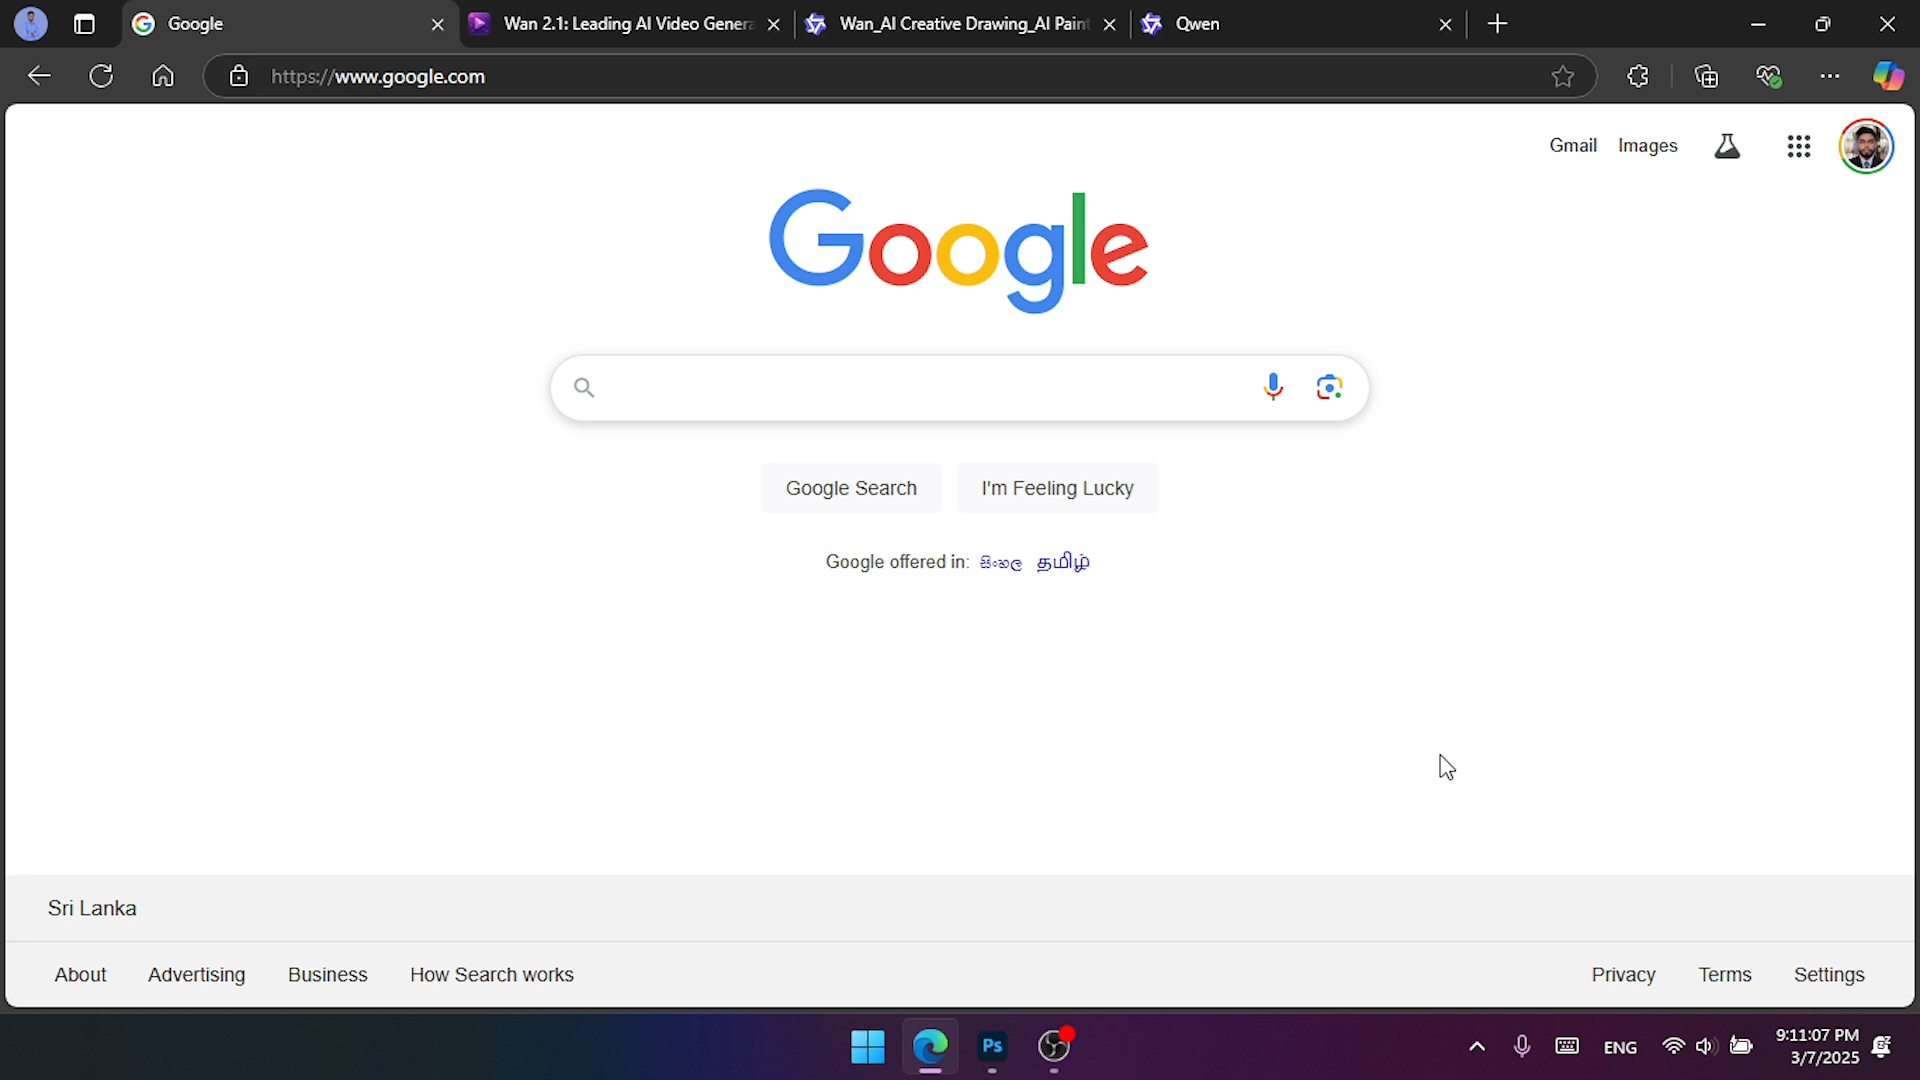 Google
Wan 2.1: Leading AI Video Genera
Wan_AI Creative Drawing_AI Paint
Qwen
https://www.google.com
Gmail Images
Google
Google Search I'm Feeling Lucky
Google offered in: සිංහල தமிழ்
Sri Lanka
About Advertising Business How Search works Privacy Terms Settings
Ps
ENG
9:11:07 PM
3/7/2025